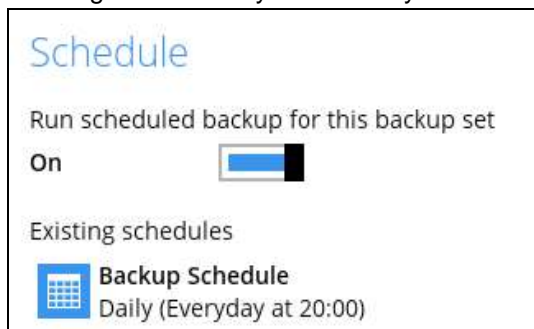 Schedule
Run scheduled backup for this backup set
On
Existing schedules
Backup Schedule
Daily (Everyday at 20:00)